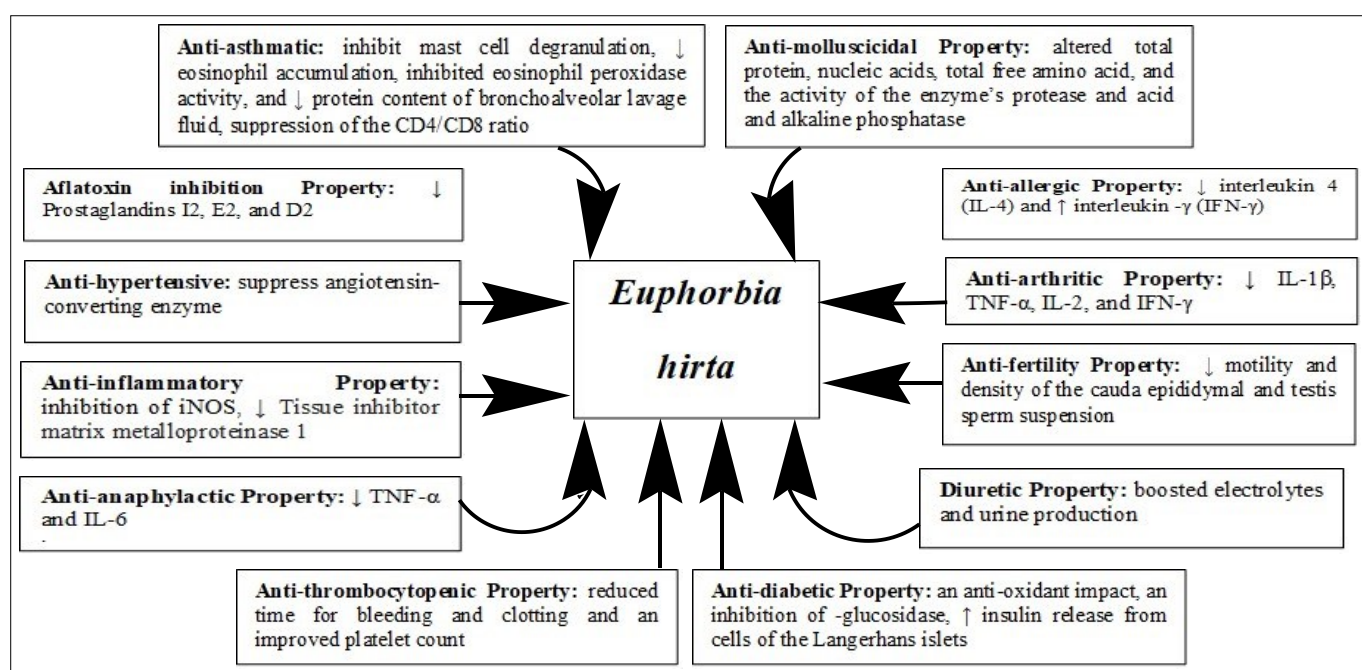 Anti-asthmatic: inhibit mast cell degranulation, ↓
eosinophil accumulation, inhibited eosinophil peroxidase
activity, and ↓ protein content of bronchoalveolar lavage
fluid, suppression of the CD4/CD8 ratio
Anti-molluscicidal Property: altered total
protein, nucleic acids, total free amino acid, and
the activity of the enzyme's protease and acid
and alkaline phosphatase
Aflatoxin inhibition Property: ↓
Prostaglandins I2, E2, and D2
Anti-allergic Property: ↓ interleukin 4
(IL-4) and ↑ interleukin -γ (IFN-γ)
Anti-hypertensive: suppress angiotensin-
converting enzyme
Euphorbia
hirta
Anti-arthritic Property: ↓ IL-1β,
TNF-α, IL-2, and IFN-γ
Anti-inflammatory Property:
inhibition of iNOS, ↓ Tissue inhibitor
matrix metalloproteinase 1
Anti-fertility Property: ↓ motility and
density of the cauda epididymal and testis
sperm suspension
Anti-anaphylactic Property: ↓ TNF-α
and IL-6
.
Diuretic Property: boosted electrolytes
and urine production
Anti-thrombocytopenic Property: reduced
time for bleeding and clotting and an
improved platelet count
Anti-diabetic Property: an anti-oxidant impact, an
inhibition of -glucosidase, ↑ insulin release from
cells of the Langerhans islets